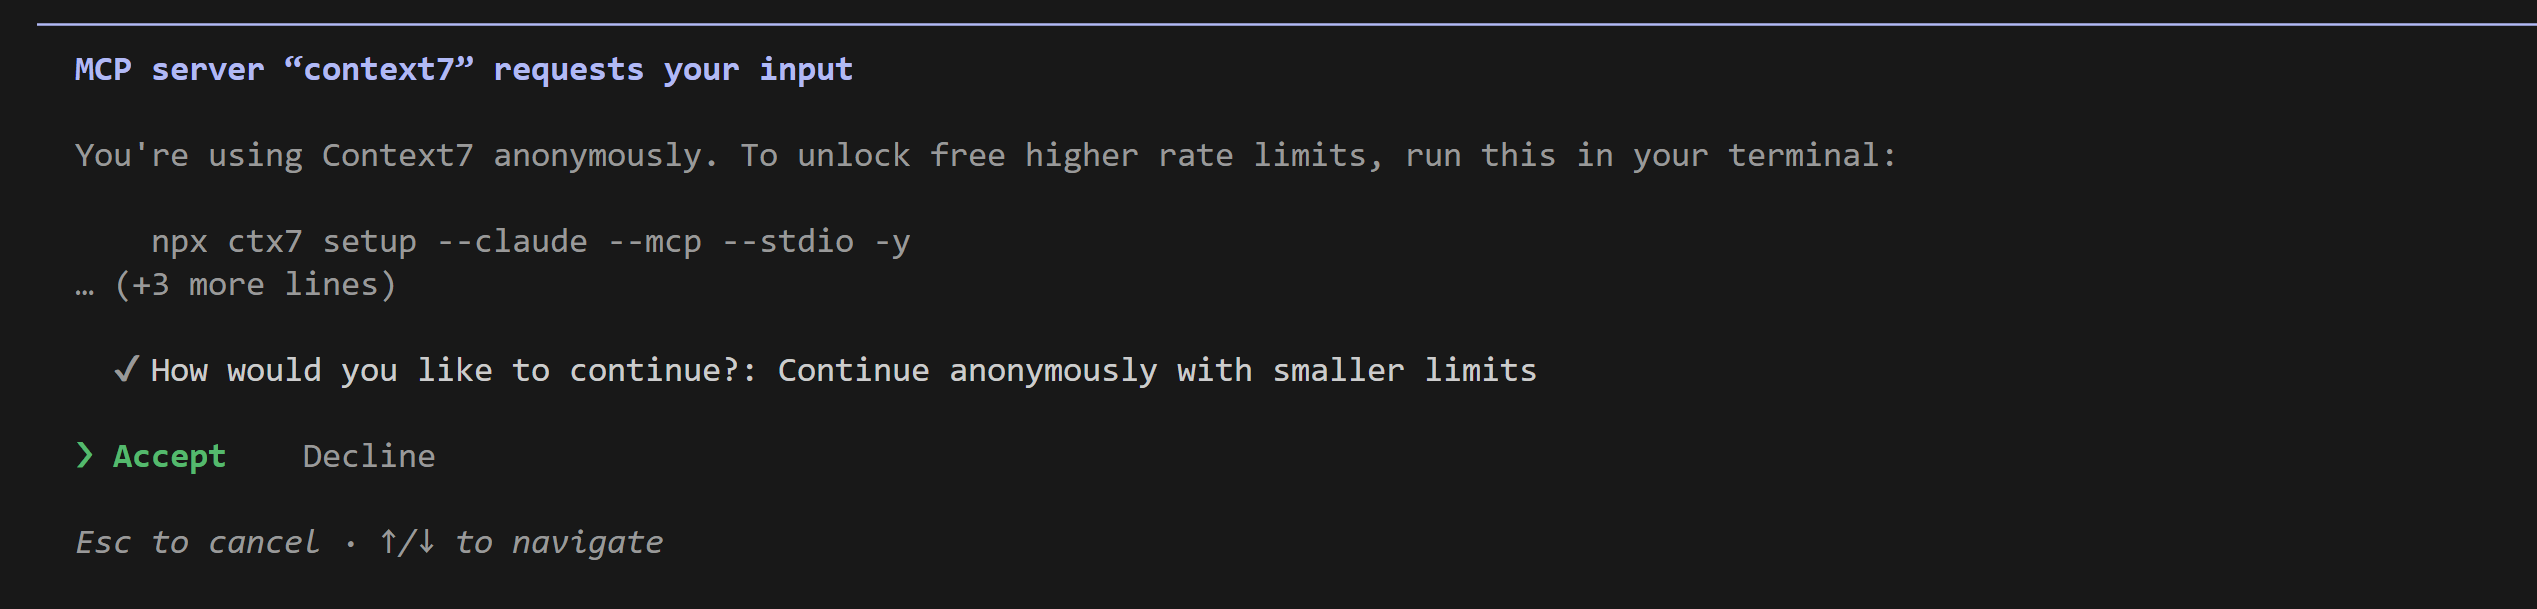 MCP server “context7” requests your input
You're using Context7 anonymously. To unlock free higher rate limits, run this in your terminal:
npx ctx7 setup --claude --mcp --stdio -y
… (+3 more lines)
✓ How would you like to continue?: Continue anonymously with smaller limits
❯ Accept    Decline
Esc to cancel · ↑/↓ to navigate